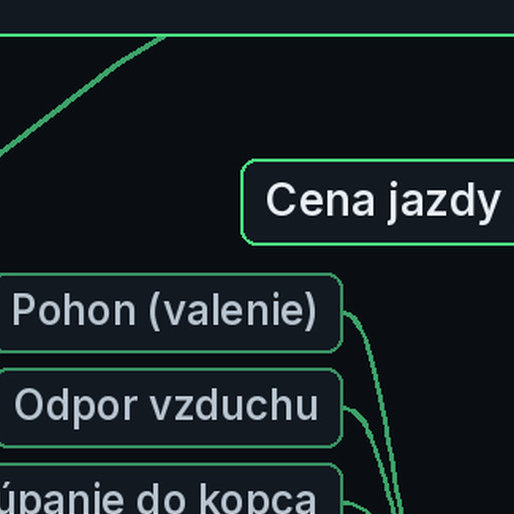 Cena jazdy
Pohon (valenie)
Odpor vzduchu
úpanie do kopca